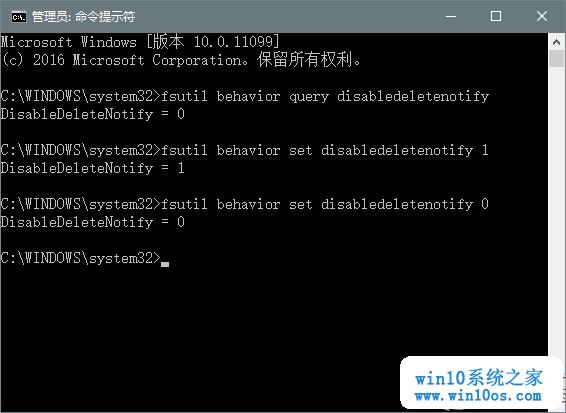 管理员: 命令提示符
Microsoft Windows [版本 10.0.11099]
(c) 2016 Microsoft Corporation。保留所有权利。
C:\WINDOWS\system32>fsutil behavior query disabledeletenotify
DisableDeleteNotify = 0
C:\WINDOWS\system32>fsutil behavior set disabledeletenotify 1
DisableDeleteNotify = 1
C:\WINDOWS\system32>fsutil behavior set disabledeletenotify 0
DisableDeleteNotify = 0
C:\WINDOWS\system32>
win10系统之家
www.win10os.com